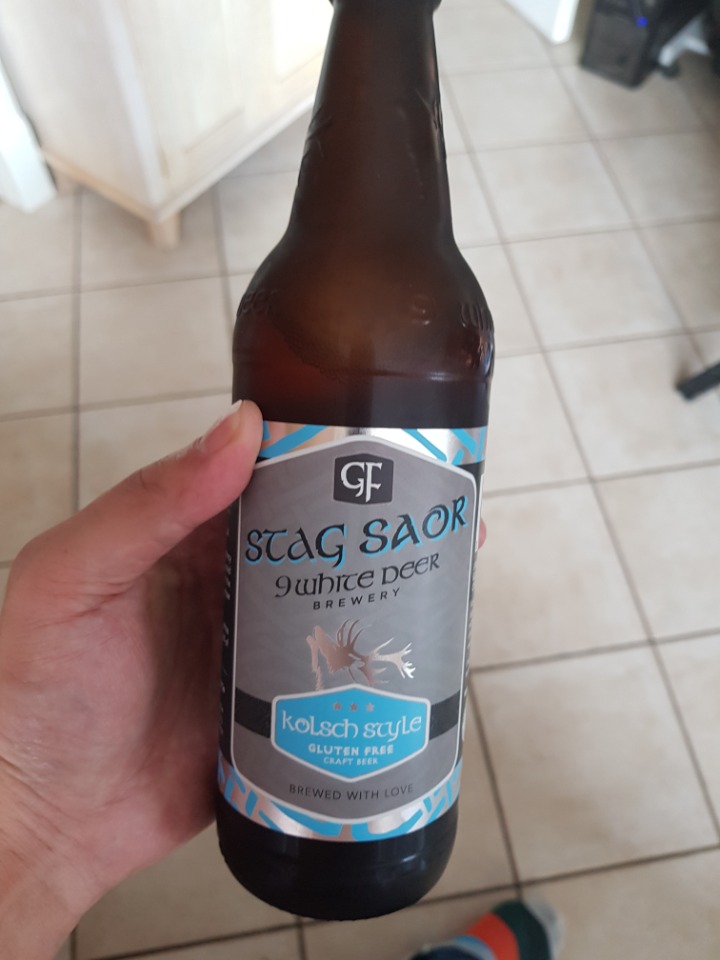 GF
STAG SAOR
9 WHITE DEER
BREWERY
KOLSCH STYLE
GLUTEN FREE
CRAFT BEER
BREWED WITH LOVE